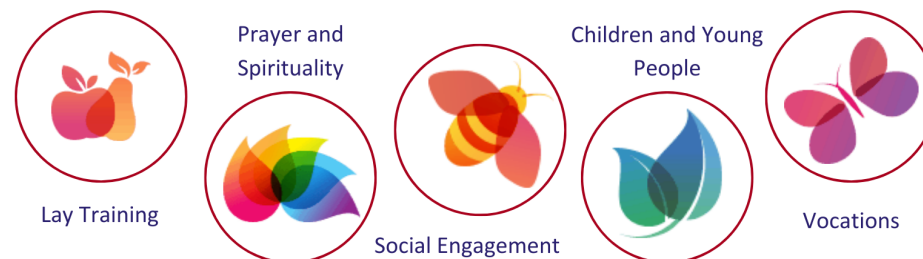 Lay Training
Prayer and
Spirituality
Social Engagement
Children and Young
People
Vocations